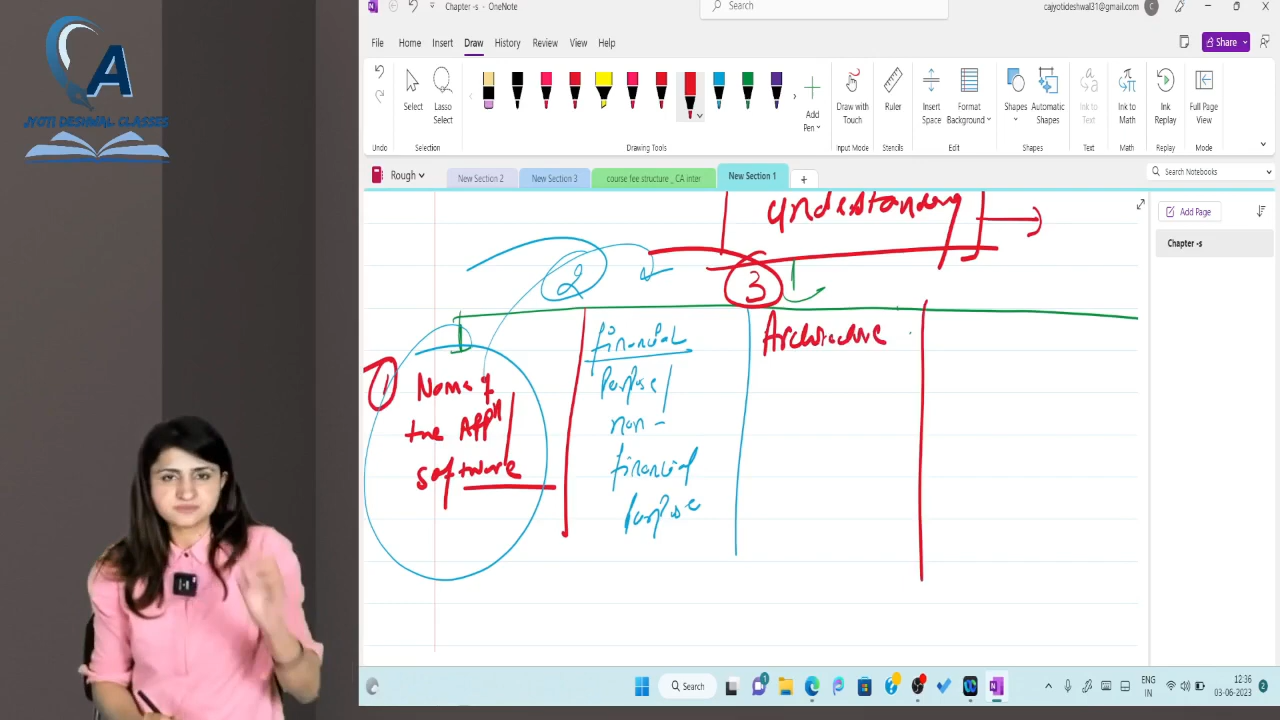 Chapter -s - OneNote
Search
cajyotideshwal31@gmail.com
C
File Home Insert Draw History Review View Help
Share
Undo
Select
Lasso Select
Selection
Drawing Tools
Add Pen
Draw with Touch
Input Mode
Ruler
Stencils
Insert Space
Format Background
Edit
Shapes
Automatic Shapes
Shapes
Ink to Text
Text
Ink to Math
Math
Ink Replay
Replay
Full Page View
Mode
CA
JYOTI DESHWAL CLASSES
Rough
New Section 2
New Section 3
course fee structure _ CA inter
New Section 1
+
Search Notebooks
Add Page
Chapter -s
understanding
2
3
1
Name of
the APPn
software
financial
purpose
non -
financial
purpose
Architecture
Search
1
ENG
IN
12:36
03-06-2023
2